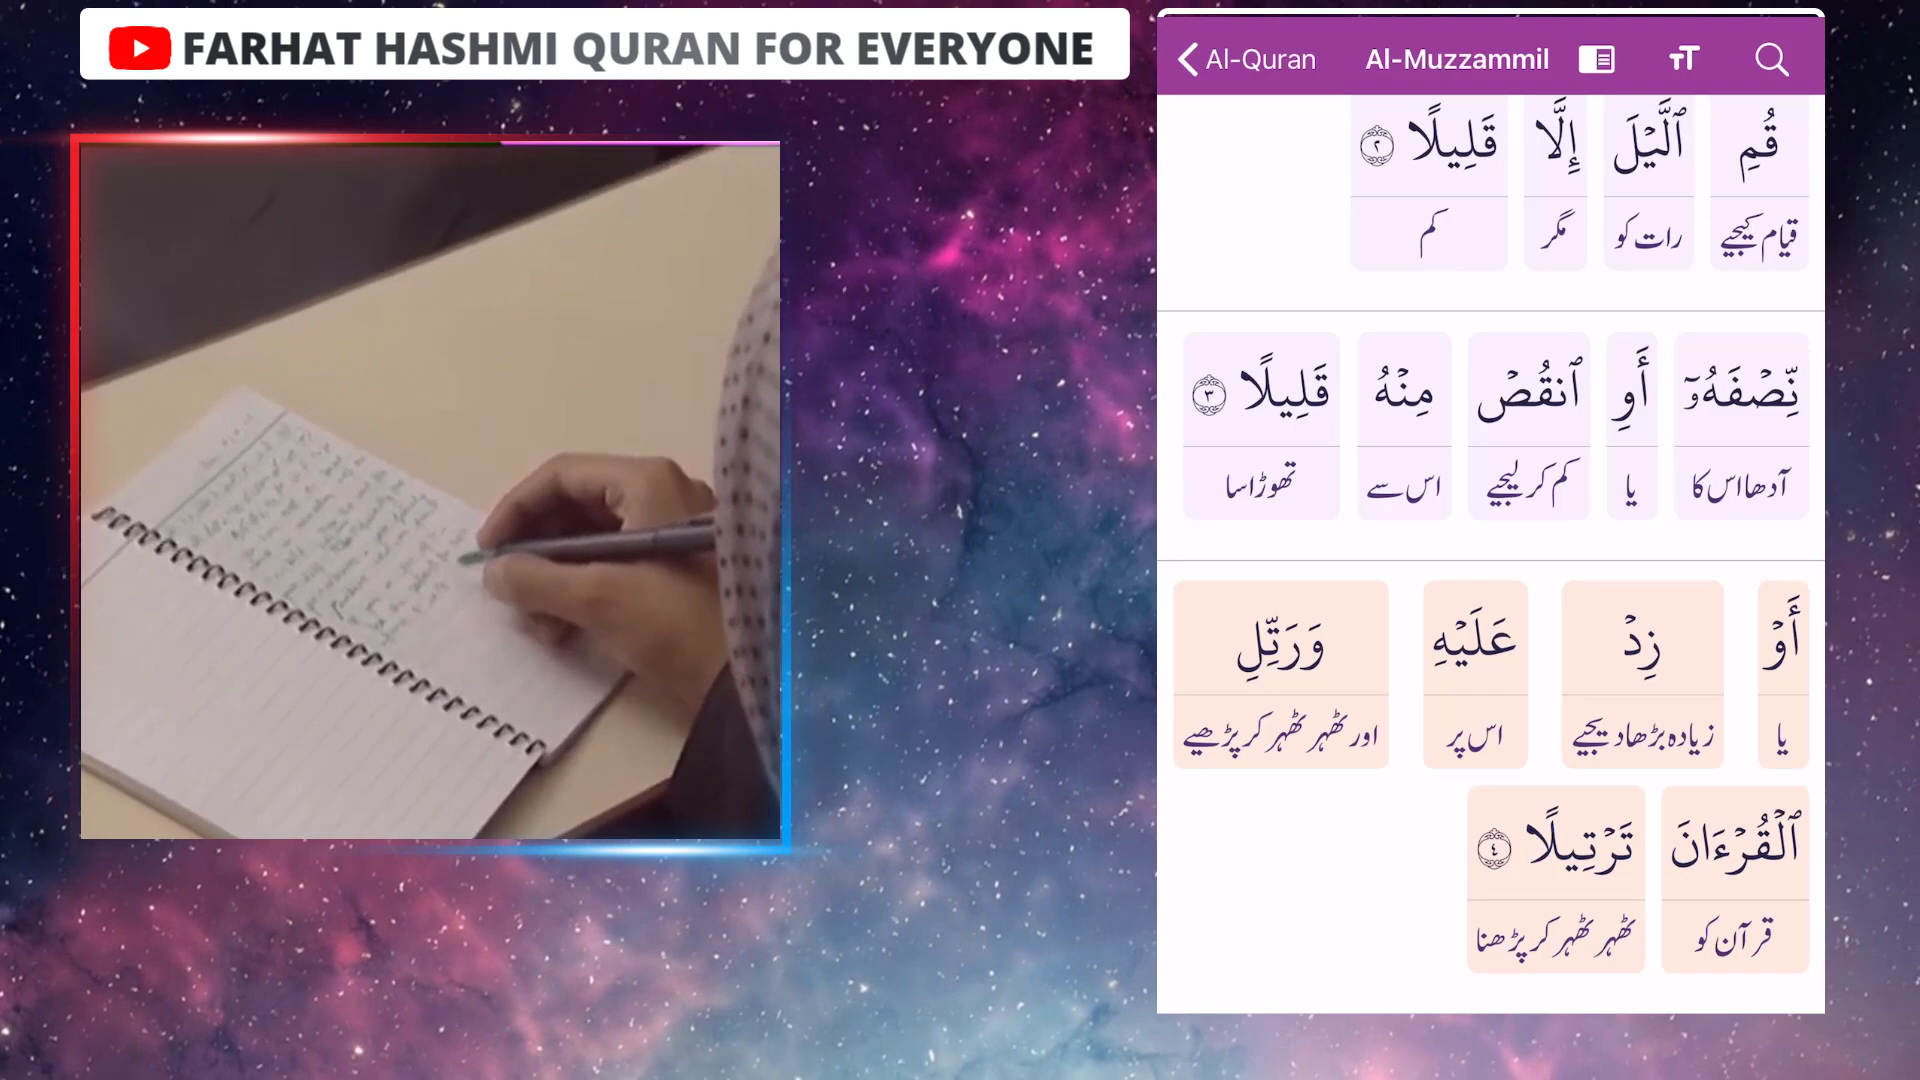 FARHAT HASHMI QURAN FOR EVERYONE
Al-Quran Al-Muzzammil TT
قُمِ ٱلَّيۡلَ إِلَّا قَلِيلًا ٢
قیام کیجیے رات کو مگر کم
نِّصۡفَهُۥٓ أَوِ ٱنقُصۡ مِنۡهُ قَلِيلًا ٣
آدھا اس کا یا کم کر لیجیے اس سے تھوڑا سا
أَوۡ زِدۡ عَلَيۡهِ وَرَتِّلِ
یا زیادہ بڑھا دیجیے اس پر اور ٹھہر ٹھہر کر پڑھیے
ٱلۡقُرۡءَانَ تَرۡتِيلًا ٤
قرآن کو ٹھہر ٹھہر کر پڑھنا